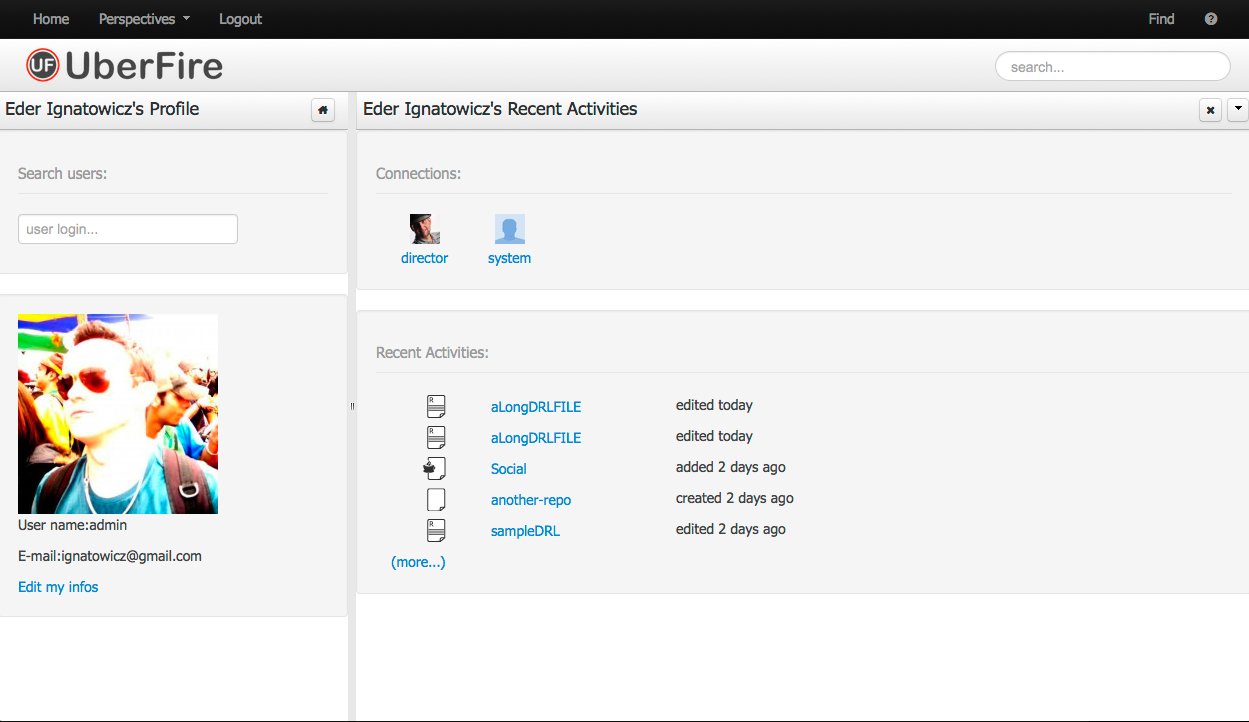 Home Perspectives Logout Find
UF UberFire
search...
Eder Ignatowicz's Profile
Search users:
user login...
User name:admin
E-mail:ignatowicz@gmail.com
Edit my infos
Eder Ignatowicz's Recent Activities
Connections:
director system
Recent Activities:
R aLongDRLFILE edited today
R aLongDRLFILE edited today
Social added 2 days ago
another-repo created 2 days ago
R sampleDRL edited 2 days ago
(more...)